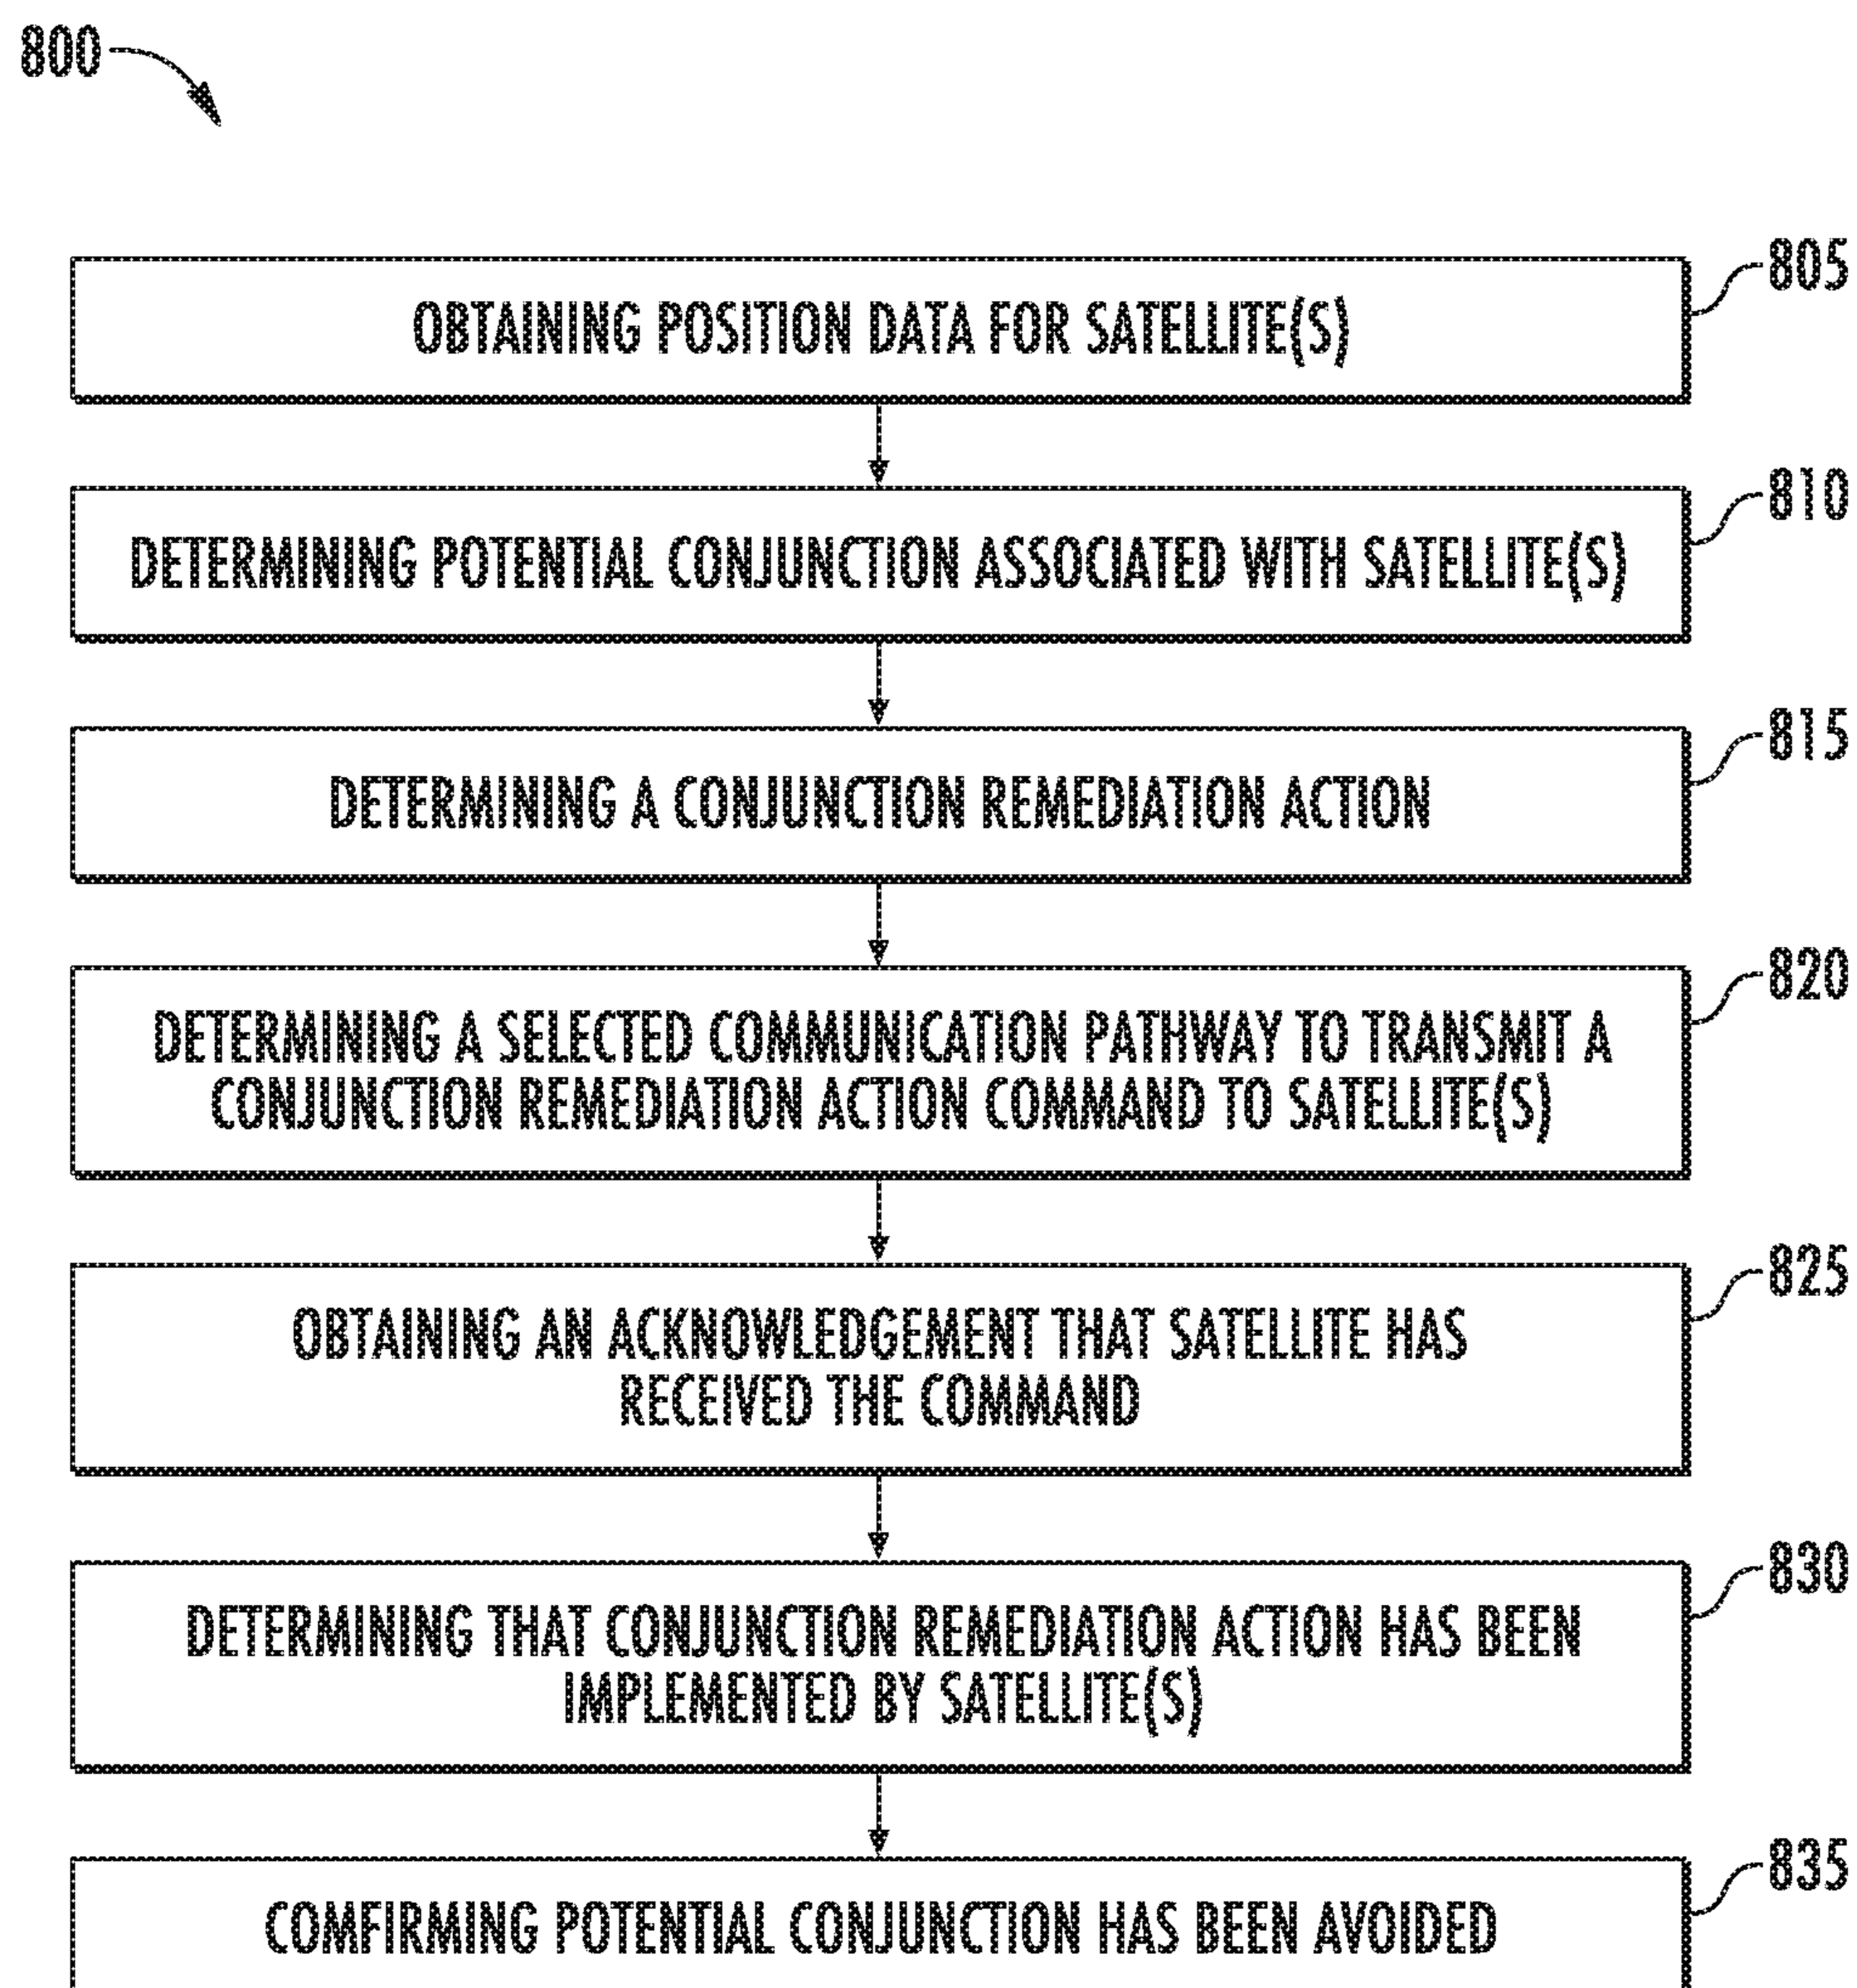 800
805
OBTAINING POSITION DATA FOR SATELLITE(S)
810
DETERMINING POTENTIAL CONJUNCTION ASSOCIATED WITH SATELLITE(S)
815
DETERMINING A CONJUNCTION REMEDIATION ACTION
820
DETERMINING A SELECTED COMMUNICATION PATHWAY TO TRANSMIT A
CONJUNCTION REMEDIATION ACTION COMMAND TO SATELLITE(S)
825
OBTAINING AN ACKNOWLEDGEMENT THAT SATELLITE HAS
RECEIVED THE COMMAND
830
DETERMINING THAT CONJUNCTION REMEDIATION ACTION HAS BEEN
IMPLEMENTED BY SATELLITE(S)
835
COMFIRMING POTENTIAL CONJUNCTION HAS BEEN AVOIDED